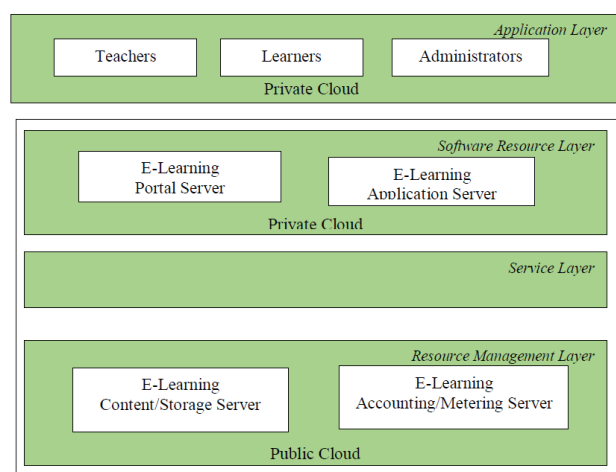 Application Layer
Teachers
Learners
Administrators
Private Cloud
Software Resource Layer
E-Learning
Portal Server
E-Learning
Application Server
Private Cloud
Service Layer
Resource Management Layer
E-Learning
Content/Storage Server
E-Learning
Accounting/Metering Server
Public Cloud